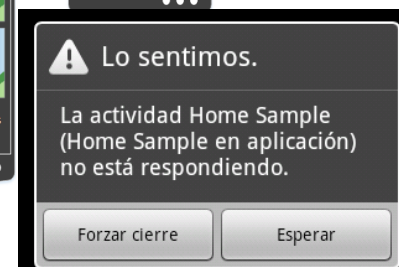 Lo sentimos.
La actividad Home Sample
(Home Sample en aplicación)
no está respondiendo.
Forzar cierre
Esperar